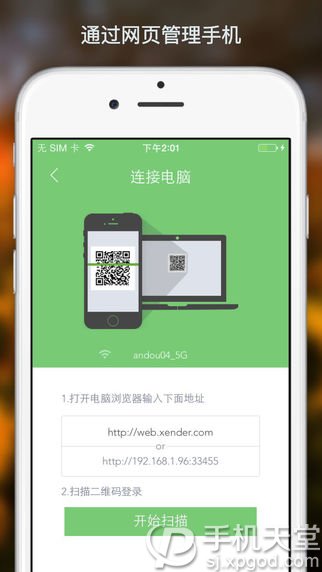 通过网页管理手机
无 SIM 卡
下午2:01
连接电脑
andou04_5G
1.打开电脑浏览器输入下面地址
http://web.xender.com
or
http://192.168.1.96:33455
2.扫描二维码登录
开始扫描
手机天堂
sj.xpgod.com